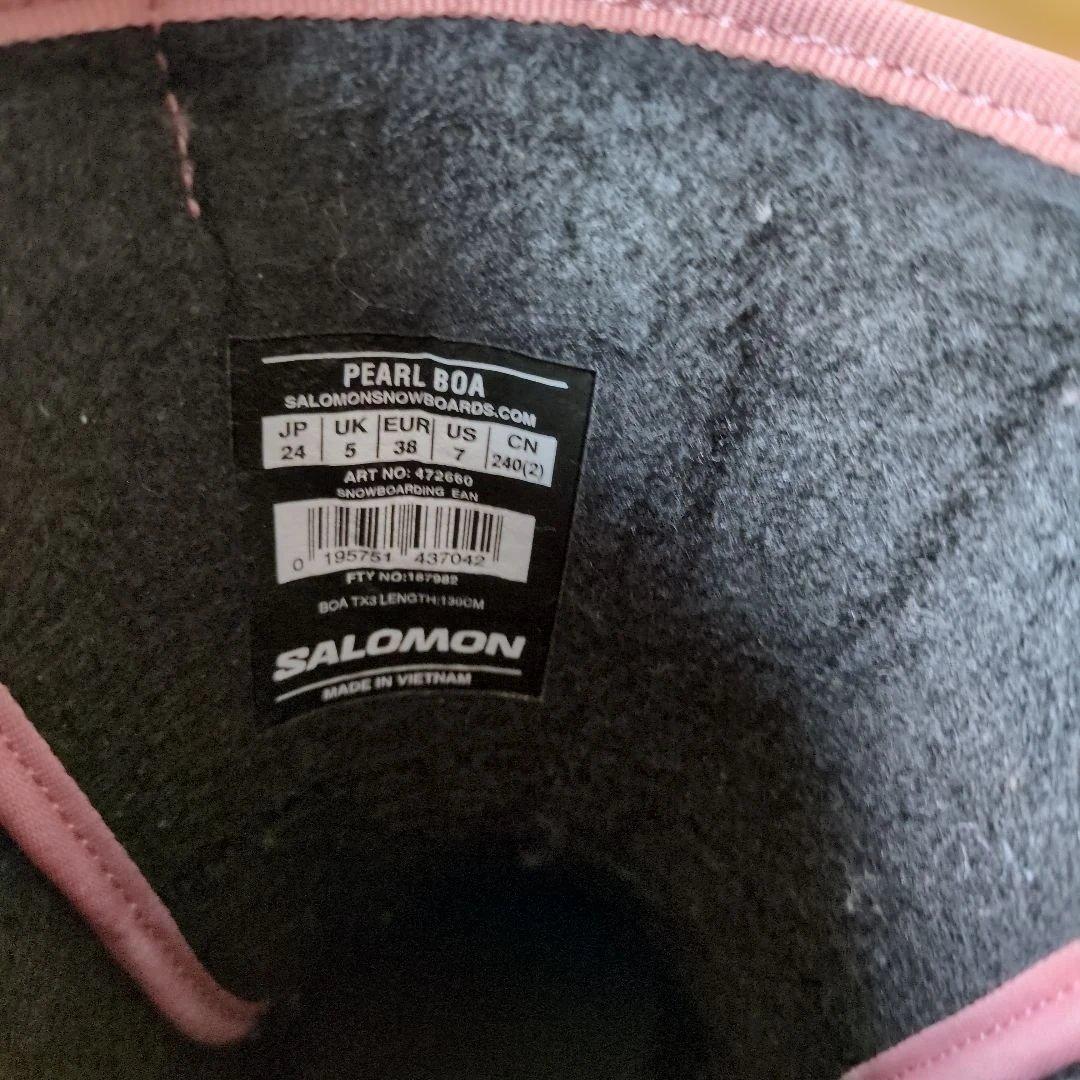 PEARL BOA
SALOMONSNOWBOARDS.COM
JP UK EUR US CN
24 5 38 7 240(2)
ART NO: 472660
SNOWBOARDING EAN
0 195751 437042
FTY NO:187982
BOA TX3 LENGTH:130CM
SALOMON
MADE IN VIETNAM